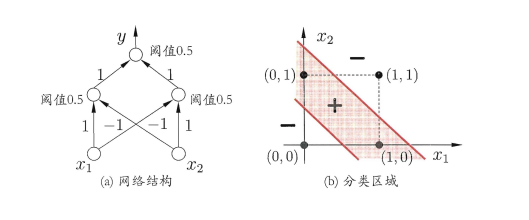 y
阈值0.5
1 1
阈值0.5 阈值0.5
1 −1 −1 1
x₁ x₂
(a) 网络结构
x₂
−
(0,1) (1,1)
+
−
(0,0) (1,0) x₁
(b) 分类区域